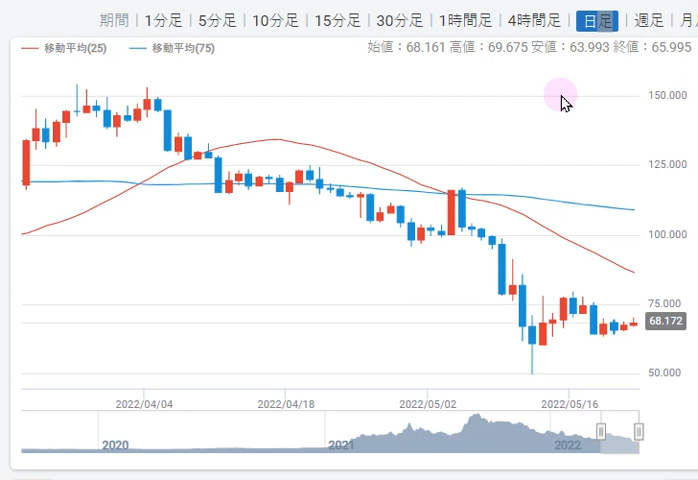 期間 | 1分足 | 5分足 | 10分足 | 15分足 | 30分足 | 1時間足 | 4時間足 | 日足 | 週足 | 月
移動平均(25) 移動平均(75) 始値：68.161 高値：69.675 安値：63.993 終値：65.995
150.000
125.000
100.000
75.000
68.172
50.000
2022/04/04 2022/04/18 2022/05/02 2022/05/16
2020 2021 2022